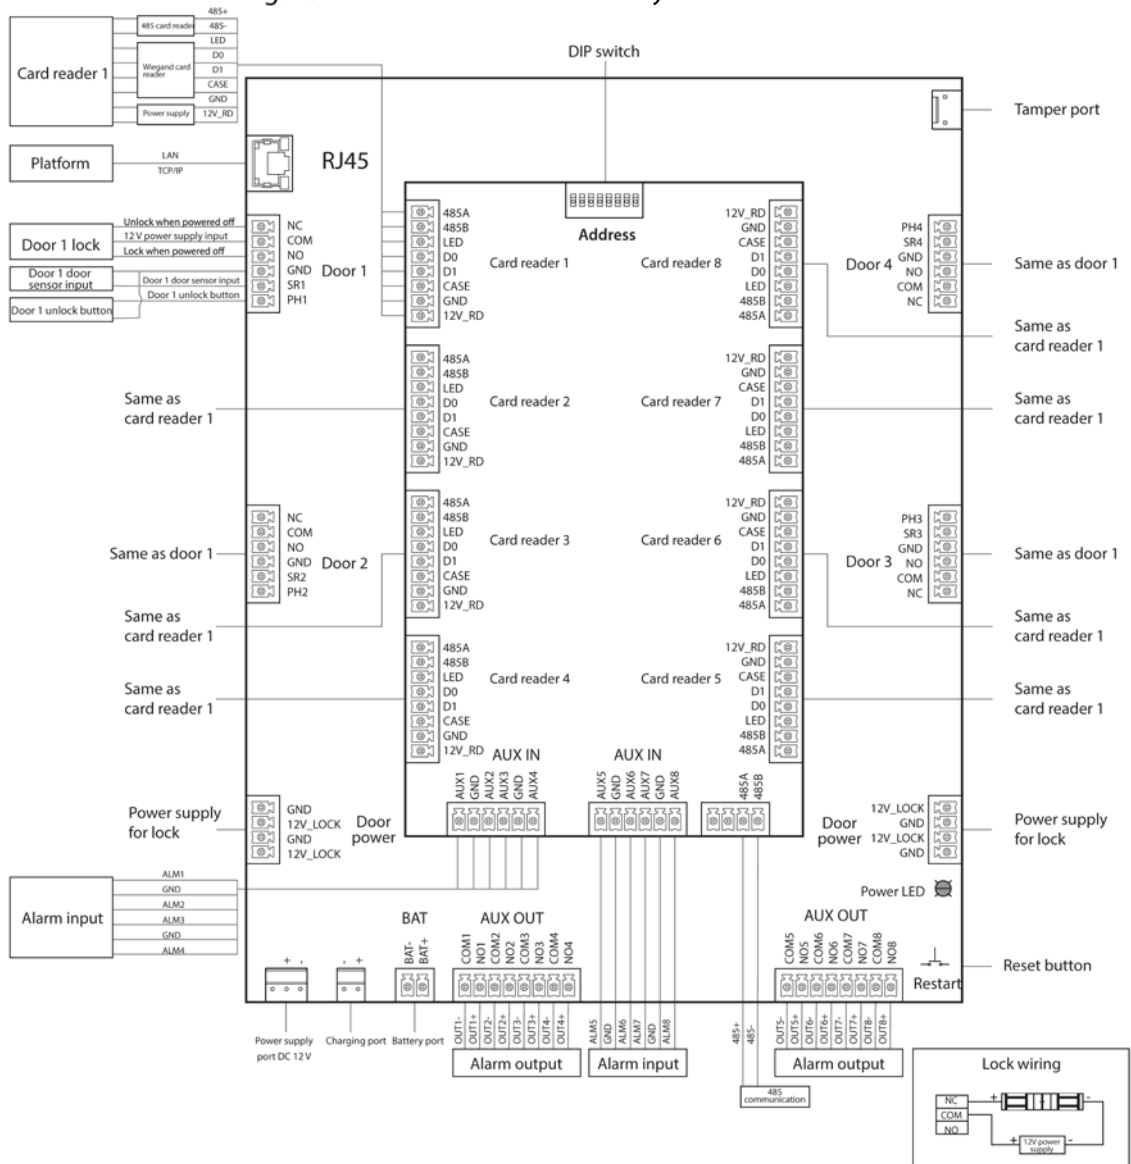 485+
485-
LED
D0
D1
CASE
GND
12V_RD
485 card reader
Wiegand card
reader
Power supply
Card reader 1
DIP switch
Tamper port
Platform
LAN
TCP/IP
RJ45
Address
Door 1 lock
Unlock when powered off
12 V power supply input
Lock when powered off
Door 1 door
sensor input
Door 1 door sensor input
Door 1 unlock button
Door 1 unlock button
NC
COM
NO
GND
SR1
PH1
Door 1
485A
485B
LED
D0
D1
CASE
GND
12V_RD
Card reader 1
Card reader 8
12V_RD
GND
CASE
D1
D0
LED
485B
485A
Door 4
PH4
SR4
GND
NO
COM
NC
Same as door 1
Same as
card reader 1
Same as
card reader 1
485A
485B
LED
D0
D1
CASE
GND
12V_RD
Card reader 2
Card reader 7
12V_RD
GND
CASE
D1
D0
LED
485B
485A
Same as
card reader 1
Same as door 1
NC
COM
NO
GND
SR2
PH2
Door 2
485A
485B
LED
D0
D1
CASE
GND
12V_RD
Card reader 3
Card reader 6
12V_RD
GND
CASE
D1
D0
LED
485B
485A
Door 3
PH3
SR3
GND
NO
COM
NC
Same as door 1
Same as
card reader 1
Same as
card reader 1
Same as
card reader 1
485A
485B
LED
D0
D1
CASE
GND
12V_RD
Card reader 4
Card reader 5
12V_RD
GND
CASE
D1
D0
LED
485B
485A
Same as
card reader 1
AUX IN
AUX1
GND
AUX2
AUX3
GND
AUX4
AUX IN
AUX5
GND
AUX6
AUX7
GND
AUX8
485A
485B
Power supply
for lock
GND
12V_LOCK
GND
12V_LOCK
Door
power
Door
power
12V_LOCK
GND
12V_LOCK
GND
Power supply
for lock
Power LED
Alarm input
ALM1
GND
ALM2
ALM3
GND
ALM4
BAT
BAT-
BAT+
AUX OUT
COM1
NO1
COM2
NO2
COM3
NO3
COM4
NO4
AUX OUT
COM5
NO5
COM6
NO6
COM7
NO7
COM8
NO8
Restart
Reset button
+ -
- +
Power supply
port DC 12 V
Charging port
Battery port
OUT1-
OUT1+
OUT2-
OUT2+
OUT3-
OUT3+
OUT4-
OUT4+
Alarm output
ALM5
GND
ALM6
ALM7
GND
ALM8
Alarm input
485+
485-
485
communication
OUT5-
OUT5+
OUT6-
OUT6+
OUT7-
OUT7+
OUT8-
OUT8+
Alarm output
Lock wiring
NC
COM
NO
+ -
+ -
12V power
supply